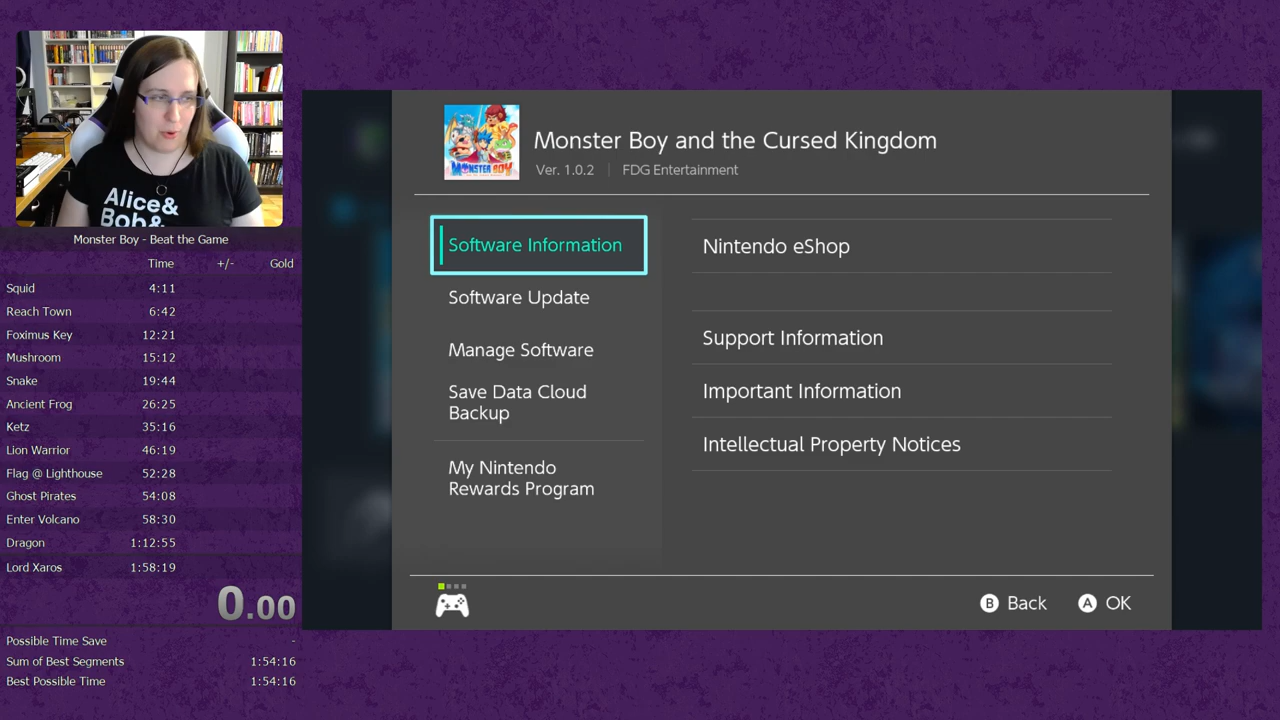 Alice&
Bob&
Monster Boy - Beat the Game
Time +/- Gold
Squid 4:11
Reach Town 6:42
Foximus Key 12:21
Mushroom 15:12
Snake 19:44
Ancient Frog 26:25
Ketz 35:16
Lion Warrior 46:19
Flag @ Lighthouse 52:28
Ghost Pirates 54:08
Enter Volcano 58:30
Dragon 1:12:55
Lord Xaros 1:58:19
0.00
Possible Time Save -
Sum of Best Segments 1:54:16
Best Possible Time 1:54:16
MONSTER BOY
Monster Boy and the Cursed Kingdom
Ver. 1.0.2 | FDG Entertainment
Software Information
Software Update
Manage Software
Save Data Cloud
Backup
My Nintendo
Rewards Program
Nintendo eShop
Support Information
Important Information
Intellectual Property Notices
B Back A OK